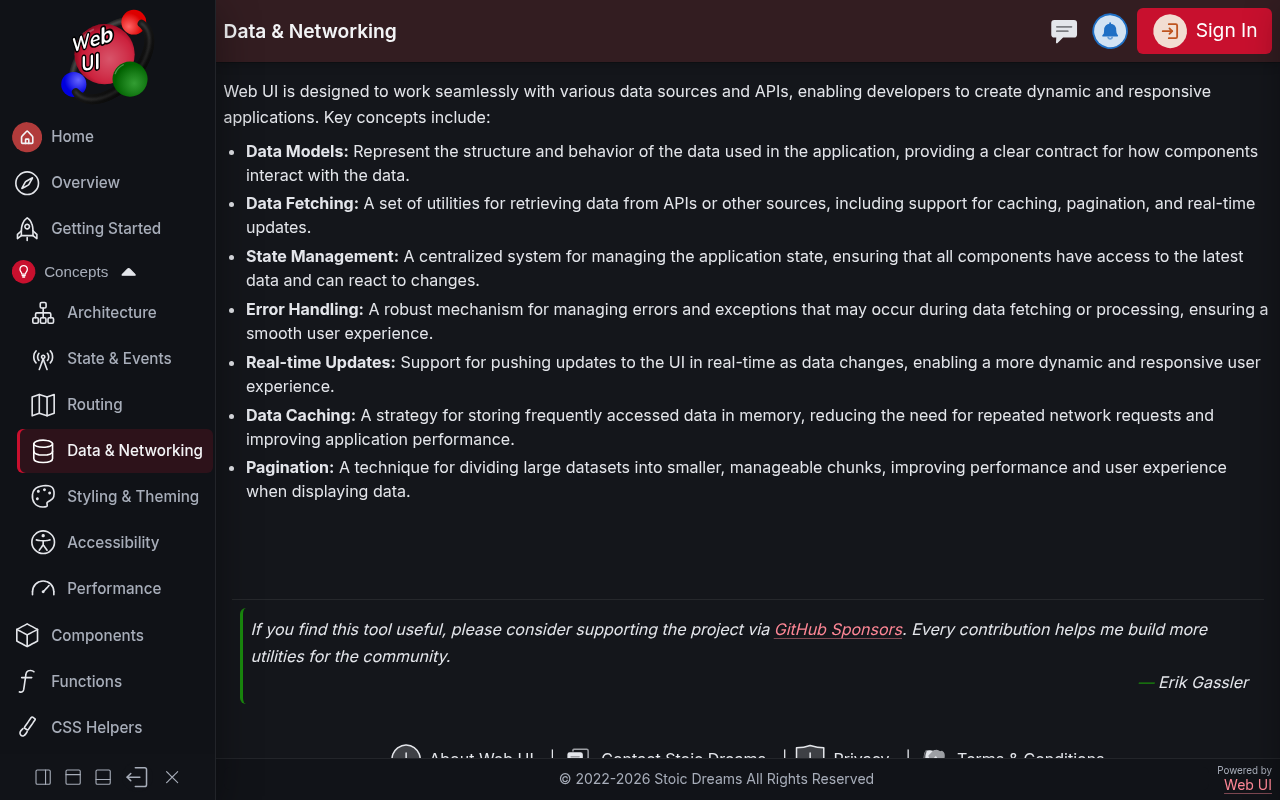 Web
UI
Home
Overview
Getting Started
Concepts
Architecture
State & Events
Routing
Data & Networking
Styling & Theming
Accessibility
Performance
Components
Functions
CSS Helpers
Data & Networking
Sign In
Web UI is designed to work seamlessly with various data sources and APIs, enabling developers to create dynamic and responsive
applications. Key concepts include:
Data Models: Represent the structure and behavior of the data used in the application, providing a clear contract for how components
interact with the data.
Data Fetching: A set of utilities for retrieving data from APIs or other sources, including support for caching, pagination, and real-time
updates.
State Management: A centralized system for managing the application state, ensuring that all components have access to the latest
data and can react to changes.
Error Handling: A robust mechanism for managing errors and exceptions that may occur during data fetching or processing, ensuring a
smooth user experience.
Real-time Updates: Support for pushing updates to the UI in real-time as data changes, enabling a more dynamic and responsive user
experience.
Data Caching: A strategy for storing frequently accessed data in memory, reducing the need for repeated network requests and
improving application performance.
Pagination: A technique for dividing large datasets into smaller, manageable chunks, improving performance and user experience
when displaying data.
If you find this tool useful, please consider supporting the project via GitHub Sponsors. Every contribution helps me build more
utilities for the community.
— Erik Gassler
About Web UI | Contact Stoic Dreams | Privacy | Terms & Conditions
© 2022-2026 Stoic Dreams All Rights Reserved
Powered by
Web UI